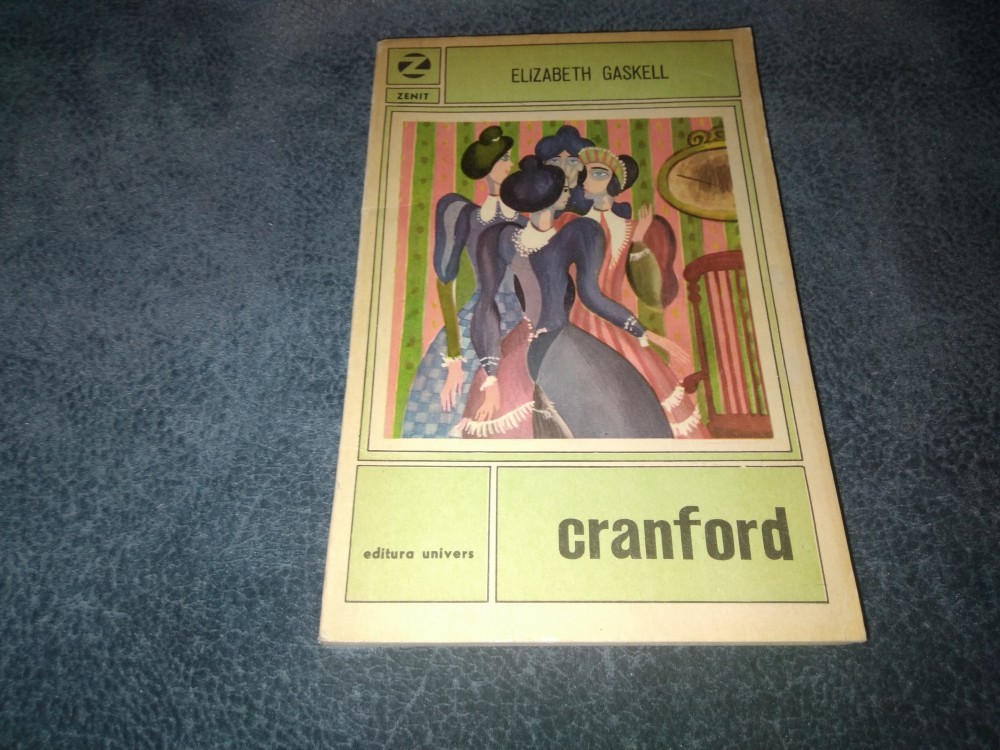 Z
ZENIT
ELIZABETH GASKELL
editura univers
cranford